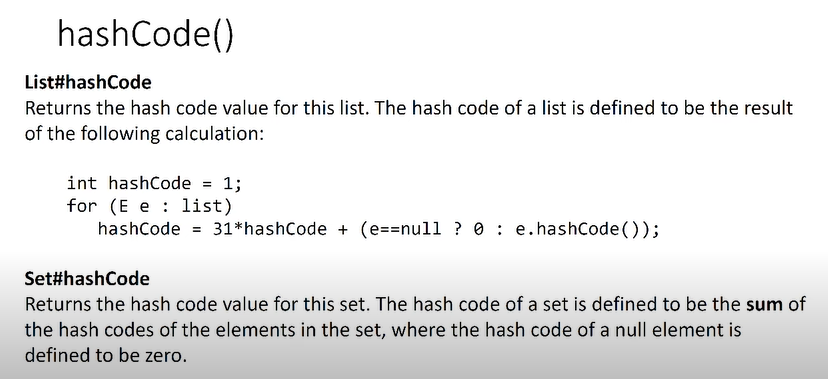 hashCode()
List#hashCode
Returns the hash code value for this list. The hash code of a list is defined to be the result
of the following calculation:
int hashCode = 1;
for (E e : list)
hashCode = 31*hashCode + (e==null ? 0 : e.hashCode());
Set#hashCode
Returns the hash code value for this set. The hash code of a set is defined to be the sum of
the hash codes of the elements in the set, where the hash code of a null element is
defined to be zero.